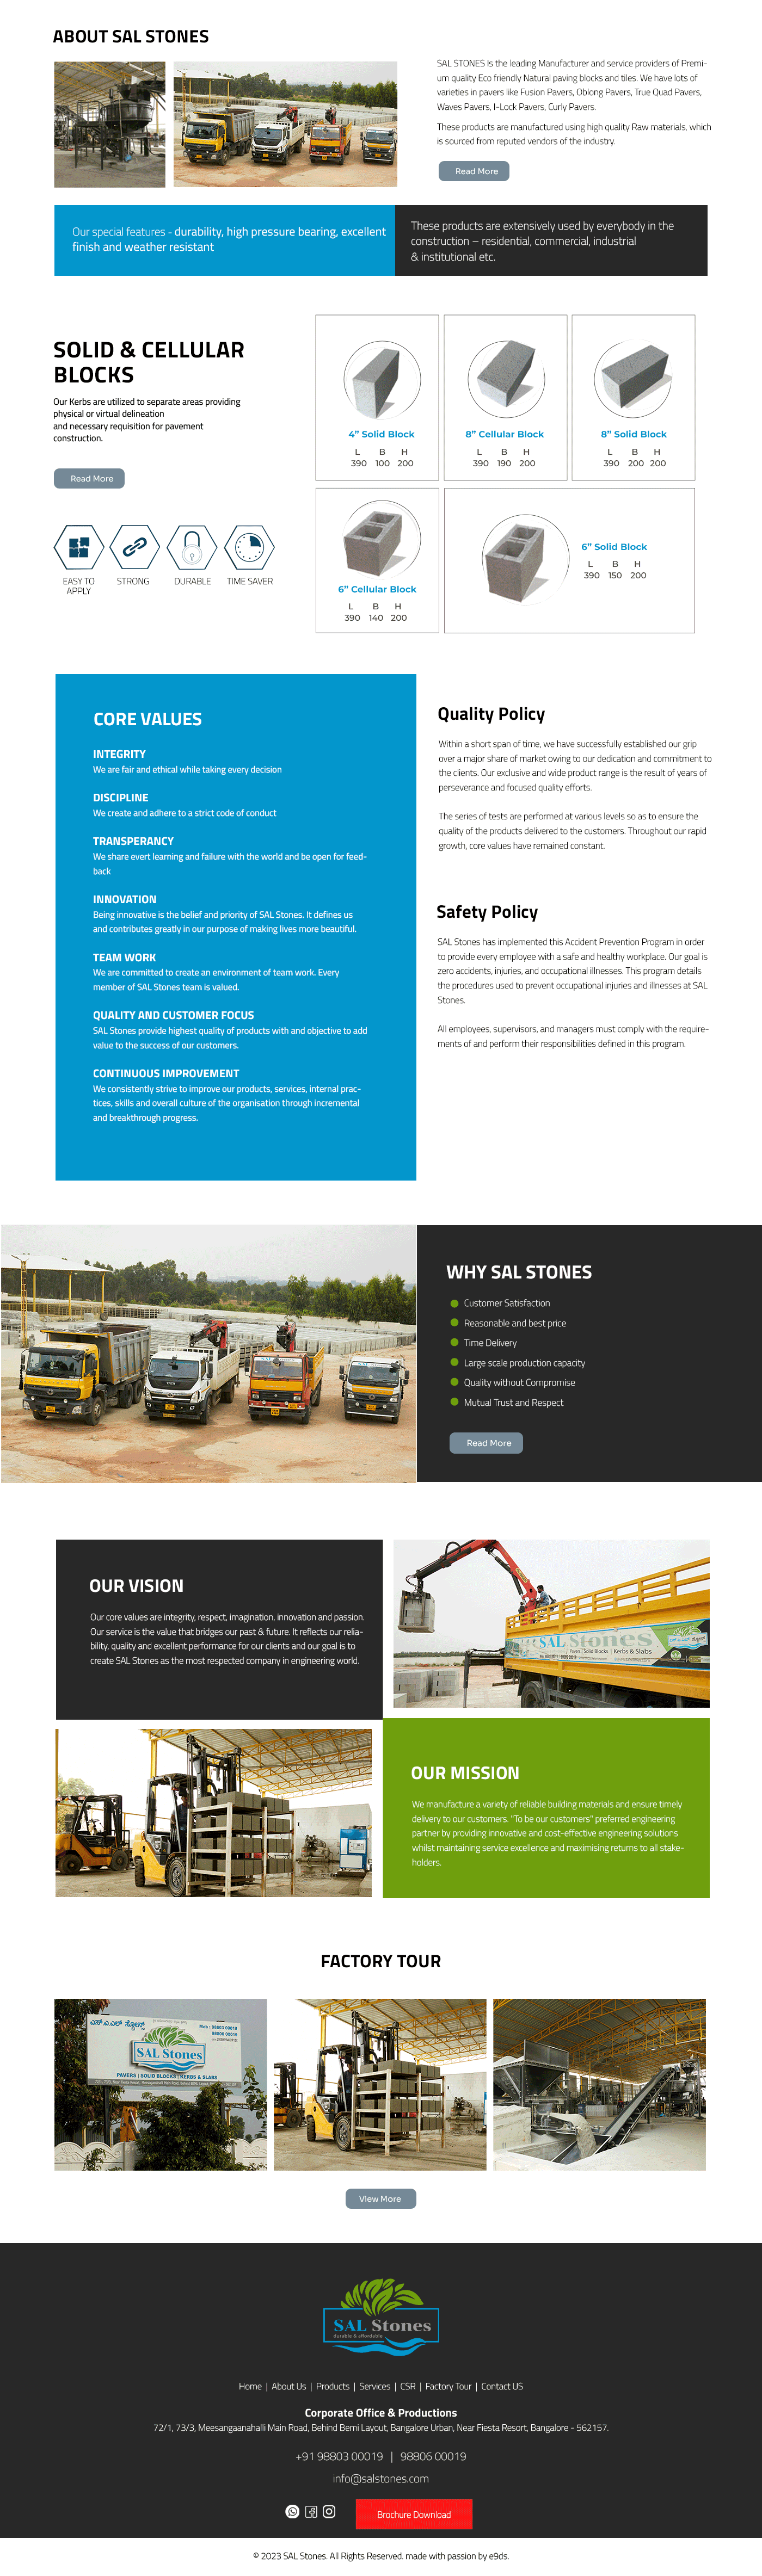 ABOUT SAL STONES
SAL STONES Is the leading Manufacturer and service providers of Premi-
um quality Eco friendly Natural paving blocks and tiles. We have lots of
varieties in pavers like Fusion Pavers, Oblong Pavers, True Quad Pavers,
Waves Pavers, I-Lock Pavers, Curly Pavers.
These products are manufactured using high quality Raw materials, which
is sourced from reputed vendors of the industry.
Read More
Our special features - durability, high pressure bearing, excellent
finish and weather resistant
These products are extensively used by everybody in the
construction – residential, commercial, industrial
& institutional etc.
SOLID & CELLULAR
BLOCKS
Our Kerbs are utilized to separate areas providing
physical or virtual delineation
and necessary requisition for pavement
construction.
Read More
EASY TO
APPLY
STRONG
DURABLE
TIME SAVER
4” Solid Block
L B H
390 100 200
8” Cellular Block
L B H
390 190 200
8” Solid Block
L B H
390 200 200
6” Cellular Block
L B H
390 140 200
6” Solid Block
L B H
390 150 200
CORE VALUES
INTEGRITY
We are fair and ethical while taking every decision
DISCIPLINE
We create and adhere to a strict code of conduct
TRANSPERANCY
We share evert learning and failure with the world and be open for feed-
back
INNOVATION
Being innovative is the belief and priority of SAL Stones. It defines us
and contributes greatly in our purpose of making lives more beautiful.
TEAM WORK
We are committed to create an environment of team work. Every
member of SAL Stones team is valued.
QUALITY AND CUSTOMER FOCUS
SAL Stones provide highest quality of products with and objective to add
value to the success of our customers.
CONTINUOUS IMPROVEMENT
We consistently strive to improve our products, services, internal prac-
tices, skills and overall culture of the organisation through incremental
and breakthrough progress.
Quality Policy
Within a short span of time, we have successfully established our grip
over a major share of market owing to our dedication and commitment to
the clients. Our exclusive and wide product range is the result of years of
perseverance and focused quality efforts.
The series of tests are performed at various levels so as to ensure the
quality of the products delivered to the customers. Throughout our rapid
growth, core values have remained constant.
Safety Policy
SAL Stones has implemented this Accident Prevention Program in order
to provide every employee with a safe and healthy workplace. Our goal is
zero accidents, injuries, and occupational illnesses. This program details
the procedures used to prevent occupational injuries and illnesses at SAL
Stones.
All employees, supervisors, and managers must comply with the require-
ments of and perform their responsibilities defined in this program.
WHY SAL STONES
Customer Satisfaction
Reasonable and best price
Time Delivery
Large scale production capacity
Quality without Compromise
Mutual Trust and Respect
Read More
OUR VISION
Our core values are integrity, respect, imagination, innovation and passion.
Our service is the value that bridges our past & future. It reflects our relia-
bility, quality and excellent performance for our clients and our goal is to
create SAL Stones as the most respected company in engineering world.
SAL Stones
Pavers | Solid Blocks | Kerbs & Slabs
OUR MISSION
We manufacture a variety of reliable building materials and ensure timely
delivery to our customers. "To be our customers" preferred engineering
partner by providing innovative and cost-effective engineering solutions
whilst maintaining service excellence and maximising returns to all stake-
holders.
FACTORY TOUR
ಎಸ್.ಎ.ಎಲ್ ಸ್ಟೋನ್ಸ್
Mob : 98803 00019
98806 00019
SAL Stones
PAVERS | SOLID BLOCKS | KERBS & SLABS
View More
SAL Stones
durable & affordable
Home | About Us | Products | Services | CSR | Factory Tour | Contact US
Corporate Office & Productions
72/1, 73/3, Meesangaanahalli Main Road, Behind Bemi Layout, Bangalore Urban, Near Fiesta Resort, Bangalore - 562157.
+91 98803 00019 | 98806 00019
info@salstones.com
Brochure Download
© 2023 SAL Stones. All Rights Reserved. made with passion by e9ds.